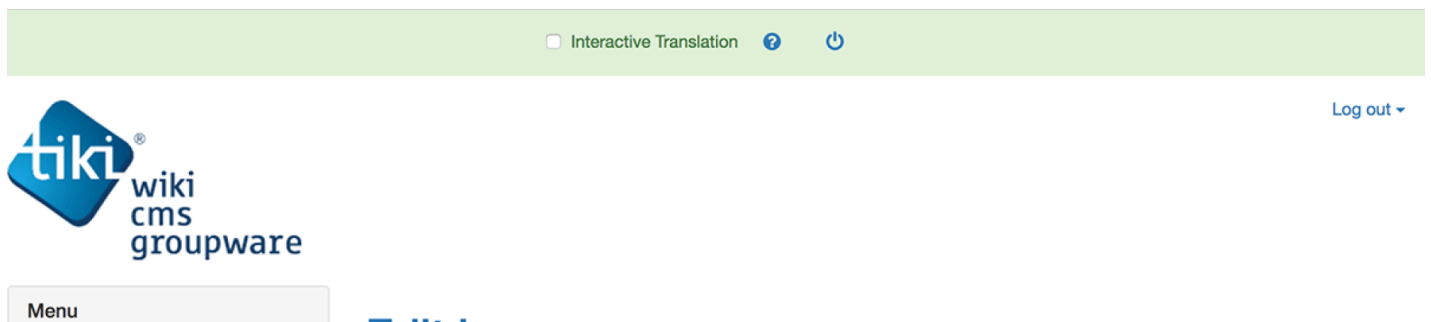 Interactive Translation
Log out
tiki®
wiki
cms
groupware
Menu